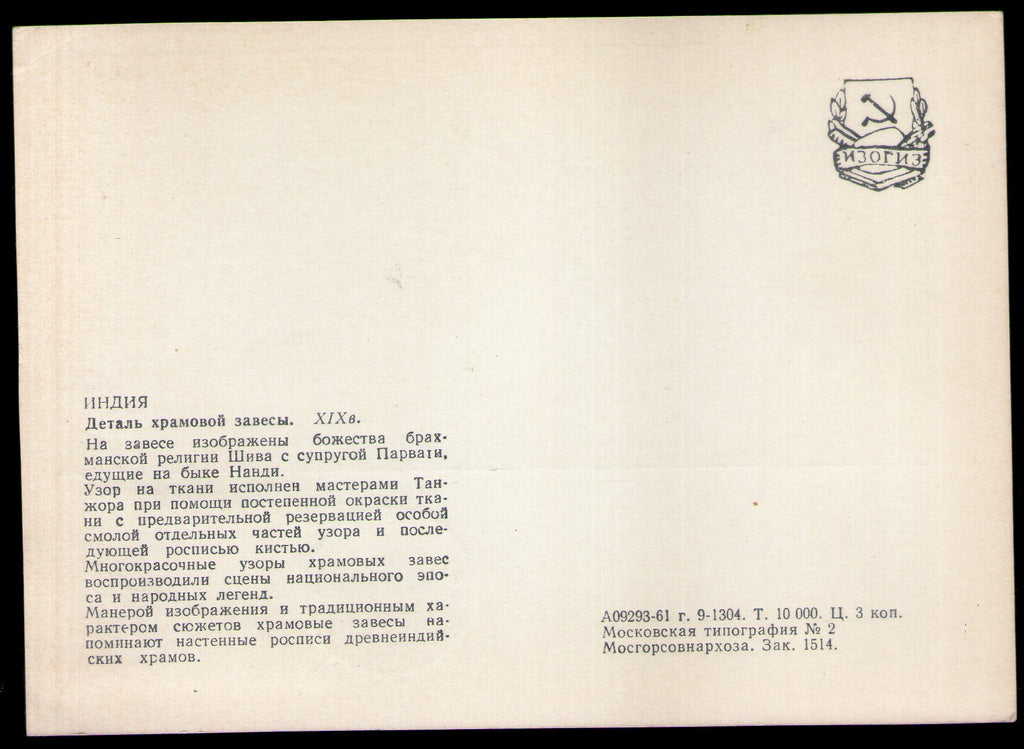 ИЗОГИЗ
ИНДИЯ
Деталь храмовой завесы. XIXв.
На завесе изображены божества брах-
манской религии Шива с супругой Парвати,
едущие на быке Нанди.
Узор на ткани исполнен мастерами Тан-
жора при помощи постепенной окраски тка-
ни с предварительной резервацией особой
смолой отдельных частей узора и после-
дующей росписью кистью.
Многокрасочные узоры храмовых завес
воспроизводили сцены национального эпо-
са и народных легенд.
Манерой изображения и традиционным ха-
рактером сюжетов храмовые завесы на-
поминают настенные росписи древнеиндий-
ских храмов.
А09293-61 г. 9-1304. Т. 10 000. Ц. 3 коп.
Московская типография № 2
Мосгорсовнархоза. Зак. 1514.